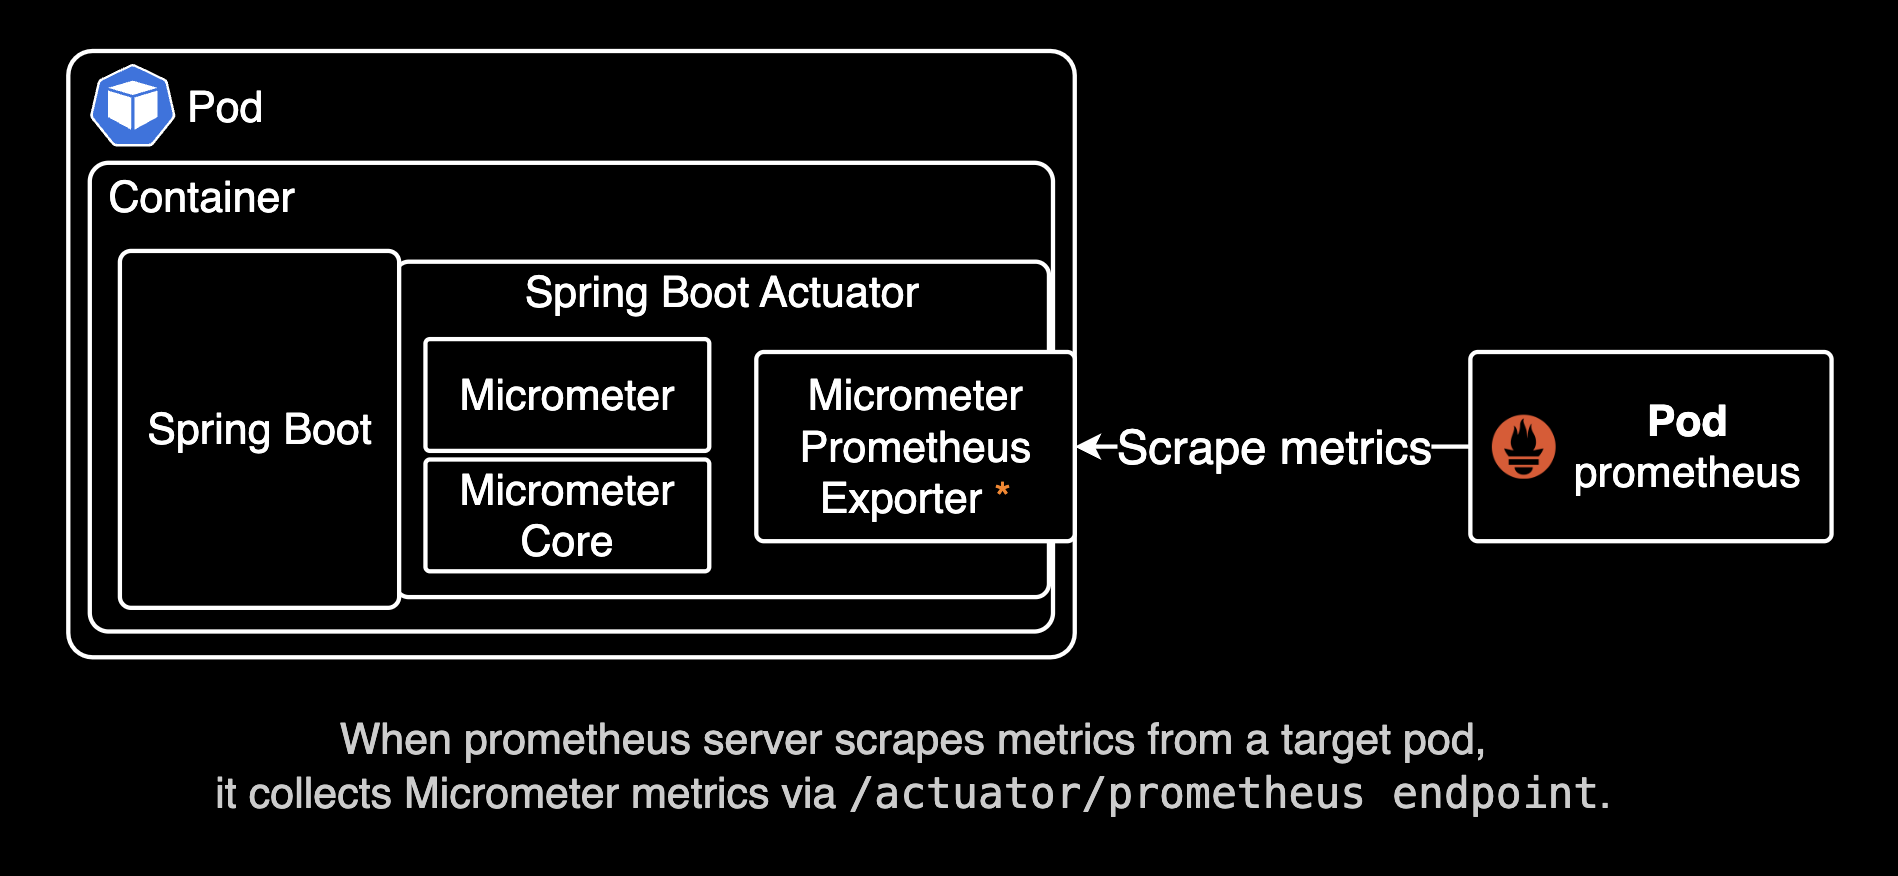 Pod
Container
Spring Boot
Spring Boot Actuator
Micrometer
Micrometer
Core
Micrometer
Prometheus
Exporter *
Scrape metrics
Pod
prometheus
When prometheus server scrapes metrics from a target pod,
it collects Micrometer metrics via /actuator/prometheus endpoint.